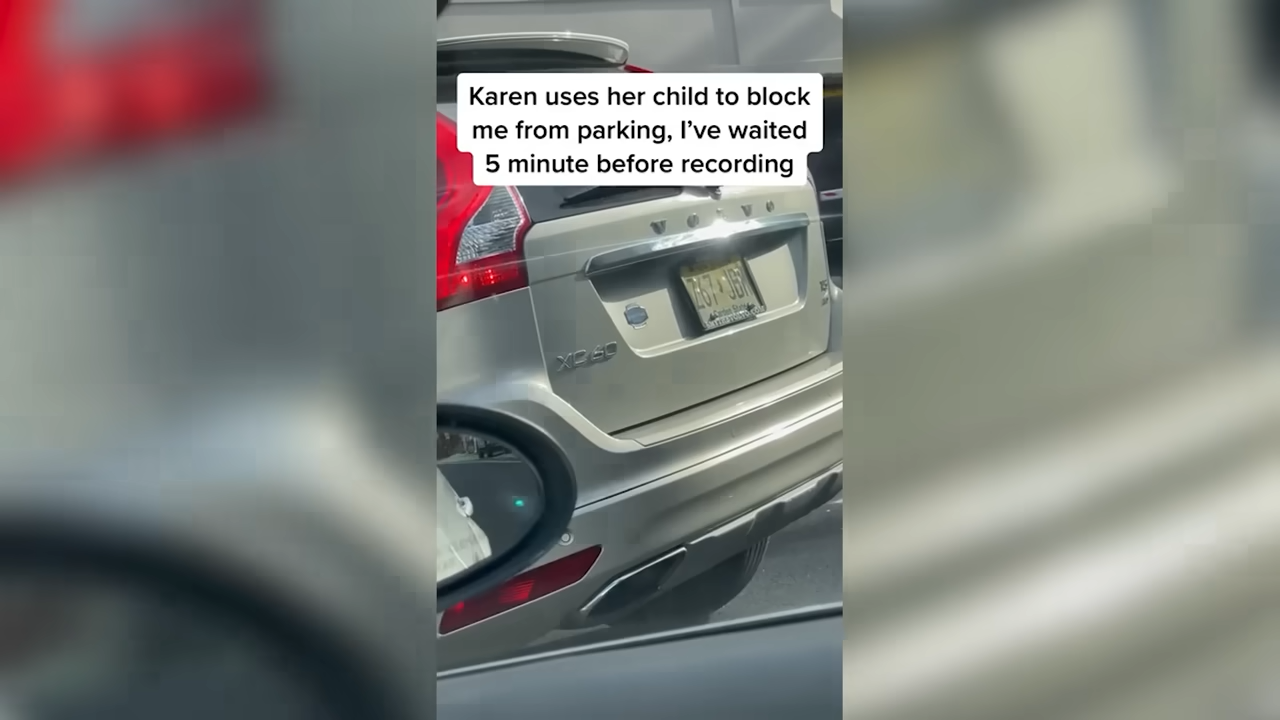 Karen uses her child to block
me from parking, I’ve waited
5 minute before recording
VOLVO
XC60